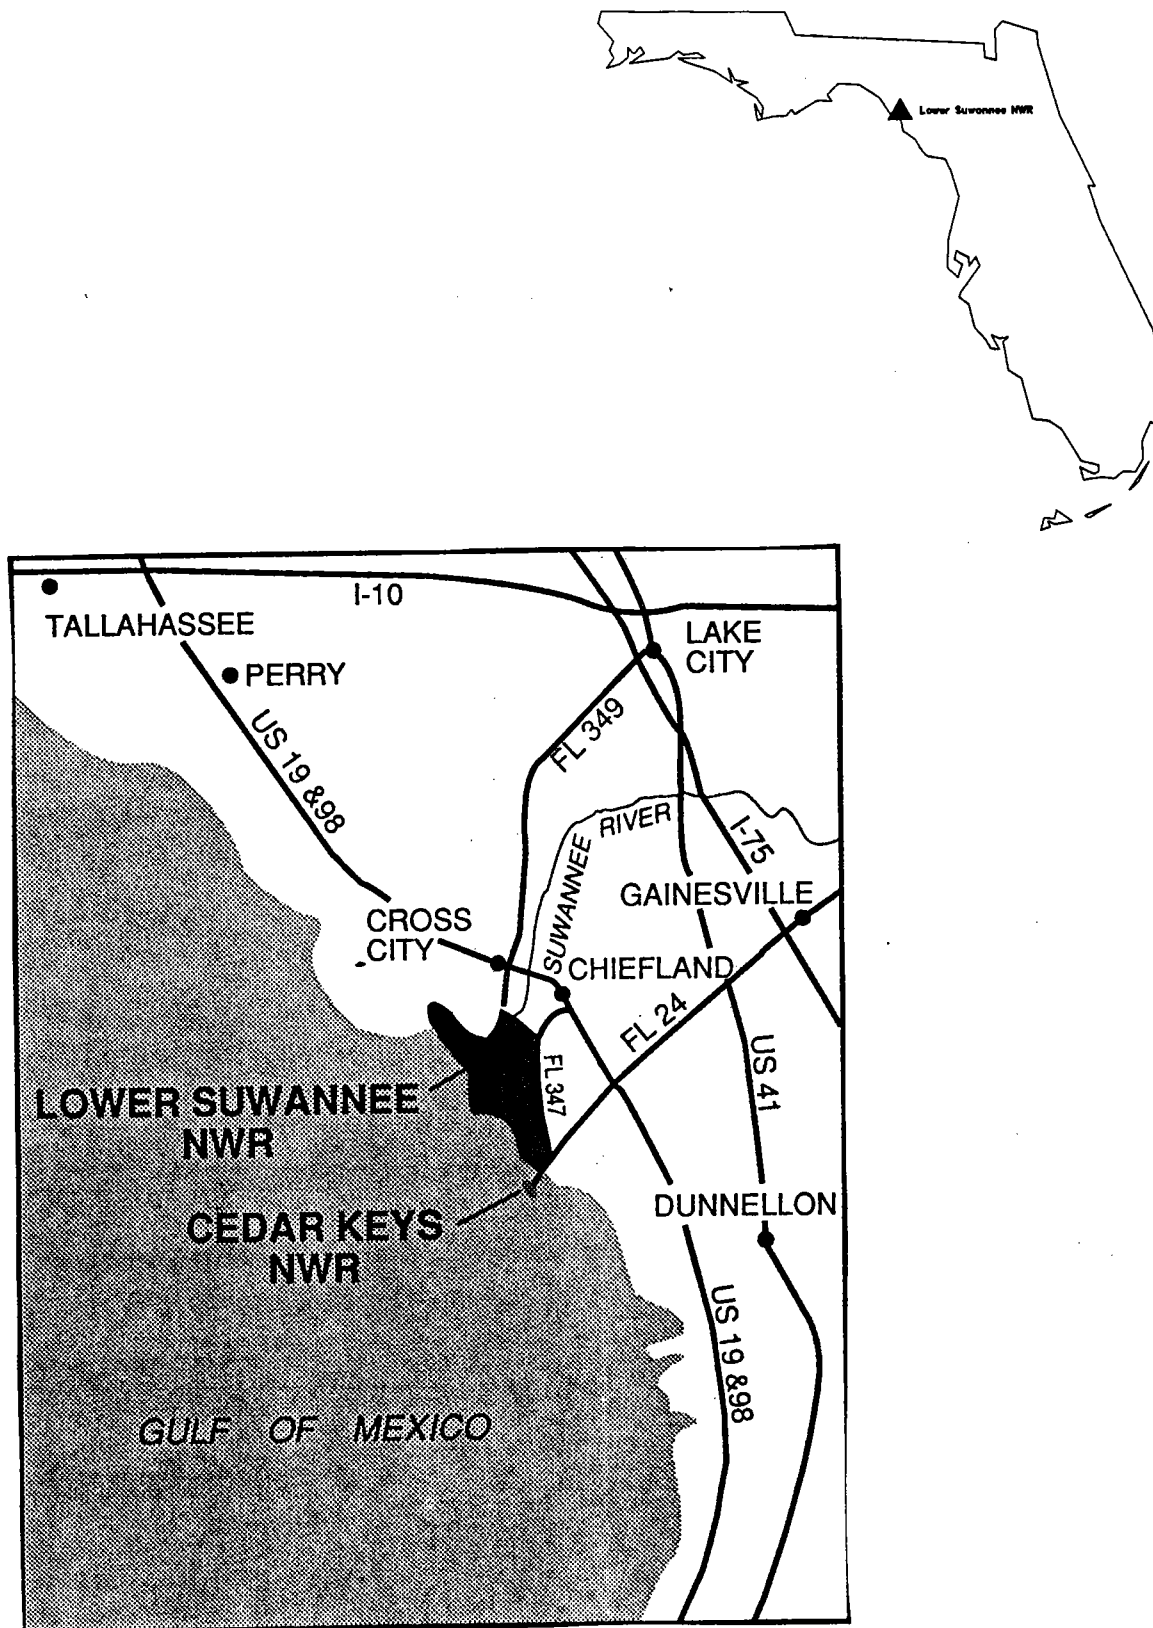 Lower Suwannee NWR
I-10
TALLAHASSEE
LAKE
CITY
PERRY
US 19 &98
FL 349
SUWANNEE
RIVER
I-75
GAINESVILLE
CROSS
CITY
CHIEFLAND
FL 24
FL 347
US 41
LOWER SUWANNEE
NWR
DUNNELLON
CEDAR KEYS
NWR
US 19 &98
GULF OF MEXICO